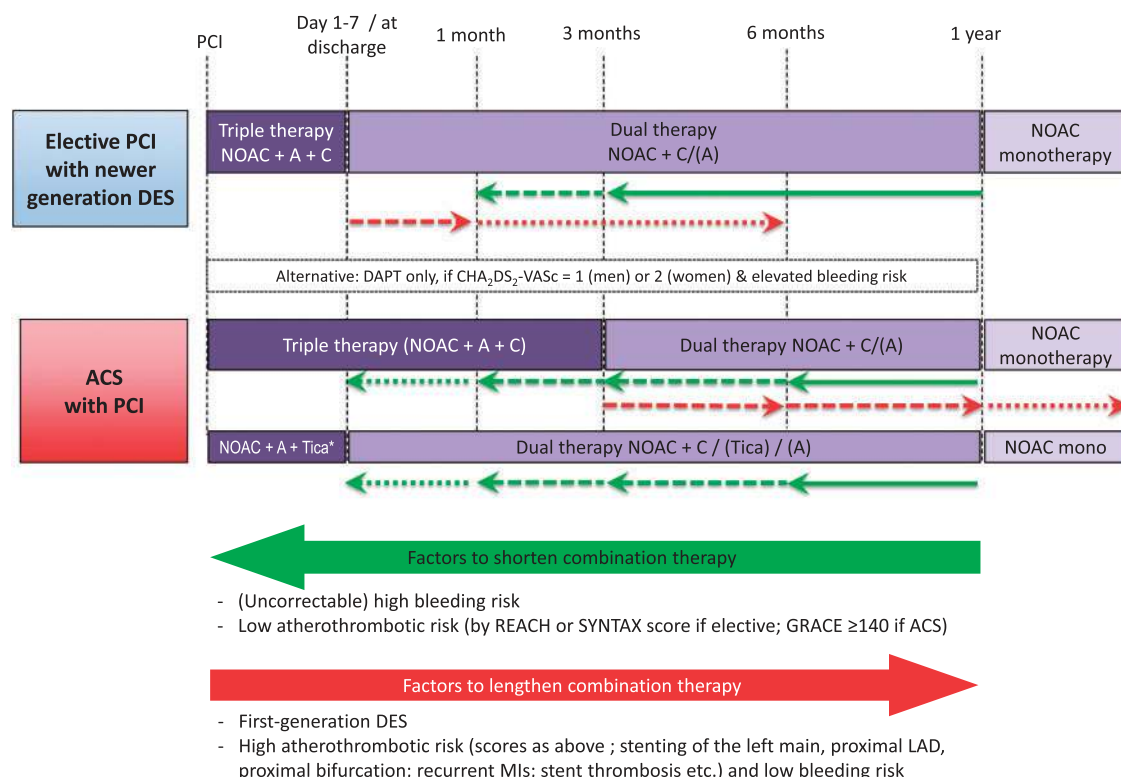 PCI
Day 1-7 / at
discharge
1 month
3 months
6 months
1 year
Elective PCI
with newer
generation DES
Triple therapy
NOAC + A + C
Dual therapy
NOAC + C/(A)
NOAC
monotherapy
Alternative: DAPT only, if CHA₂DS₂-VASc = 1 (men) or 2 (women) & elevated bleeding risk
ACS
with PCI
Triple therapy (NOAC + A + C)
Dual therapy NOAC + C/(A)
NOAC
monotherapy
NOAC + A + Tica*
Dual therapy NOAC + C / (Tica) / (A)
NOAC mono
Factors to shorten combination therapy
- (Uncorrectable) high bleeding risk
- Low atherothrombotic risk (by REACH or SYNTAX score if elective; GRACE ≥140 if ACS)
Factors to lengthen combination therapy
- First-generation DES
- High atherothrombotic risk (scores as above ; stenting of the left main, proximal LAD,
proximal bifurcation; recurrent MIs; stent thrombosis etc.) and low bleeding risk